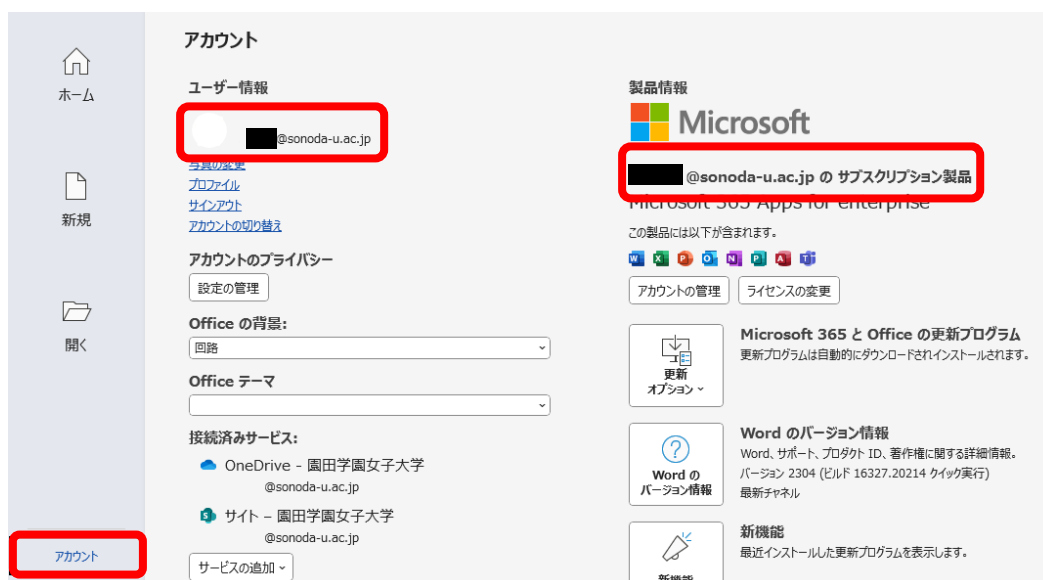 アカウント
ホーム
新規
開く
アカウント
ユーザー情報
@sonoda-u.ac.jp
写真の変更
プロファイル
サインアウト
アカウントの切り替え
アカウントのプライバシー
設定の管理
Office の背景:
回路
Office テーマ
接続済みサービス:
OneDrive - 園田学園女子大学
@sonoda-u.ac.jp
サイト - 園田学園女子大学
@sonoda-u.ac.jp
サービスの追加
製品情報
Microsoft
@sonoda-u.ac.jp の サブスクリプション製品
Microsoft 365 Apps for enterprise
この製品には以下が含まれます。
アカウントの管理
ライセンスの変更
更新
オプション
Microsoft 365 と Office の更新プログラム
更新プログラムは自動的にダウンロードされインストールされます。
Word の
バージョン情報
Word のバージョン情報
Word、サポート、プロダクト ID、著作権に関する詳細情報。
バージョン 2304 (ビルド 16327.20214 クイック実行)
最新チャネル
新機能
新機能
最近インストールした更新プログラムを表示します。